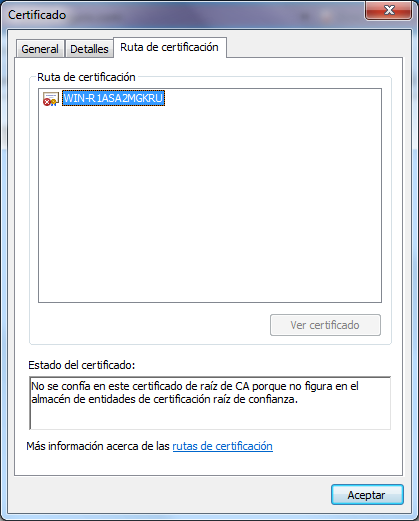 Certificado
General
Detalles
Ruta de certificación
Ruta de certificación
WIN-R1ASA2MGKRU
Ver certificado
Estado del certificado:
No se confía en este certificado de raíz de CA porque no figura en el
almacén de entidades de certificación raíz de confianza.
Más información acerca de las rutas de certificación
Aceptar